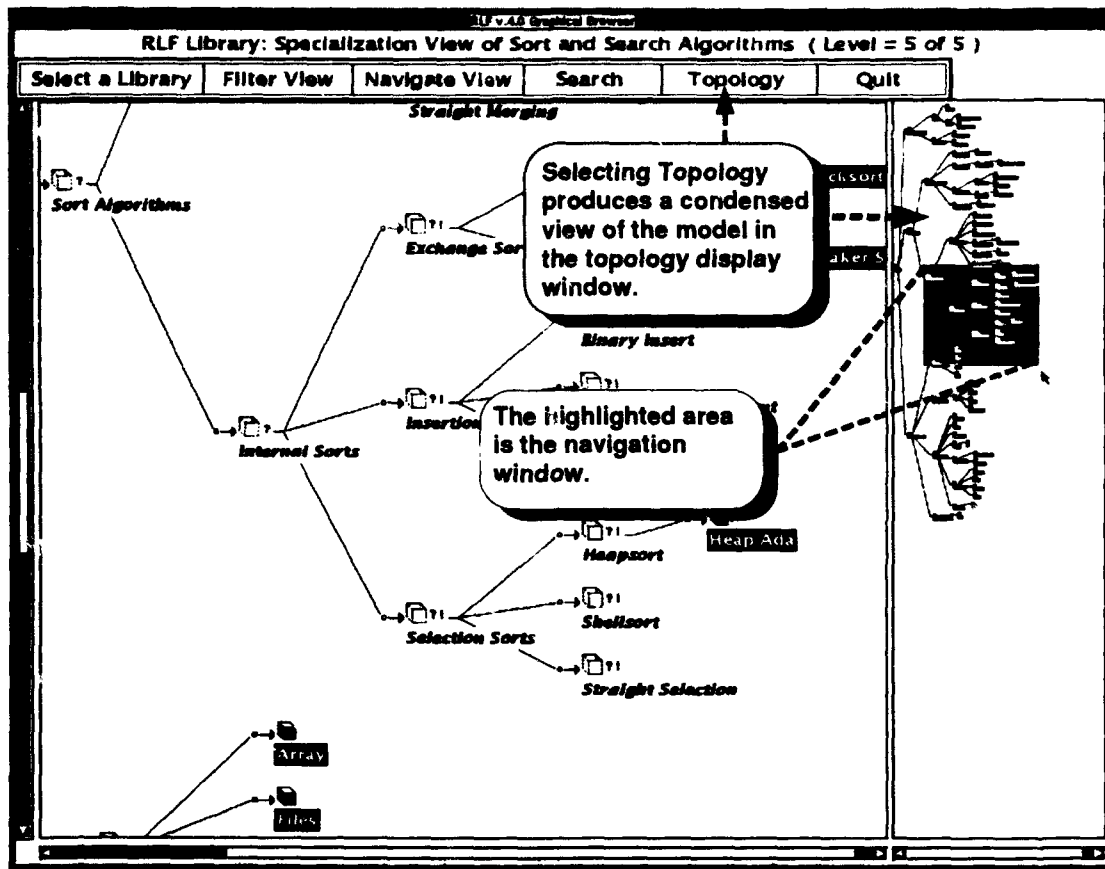 RLF v.4.0 Graphical Browser
RLF Library: Specialization View of Sort and Search Algorithms ( Level = 5 of 5 )
Select a Library Filter View Navigate View Search Topology Quit
Straight Merging
Sort Algorithms
Selecting Topology
produces a condensed
view of the model in
the topology display
window.
cksort
Exchange Sor
aker S
Binary Insert
Insertion
The highlighted area
is the navigation
window.
Internal Sorts
Heap Ada
Heapsort
Shellsort
Selection Sorts
Straight Selection
Array
Files